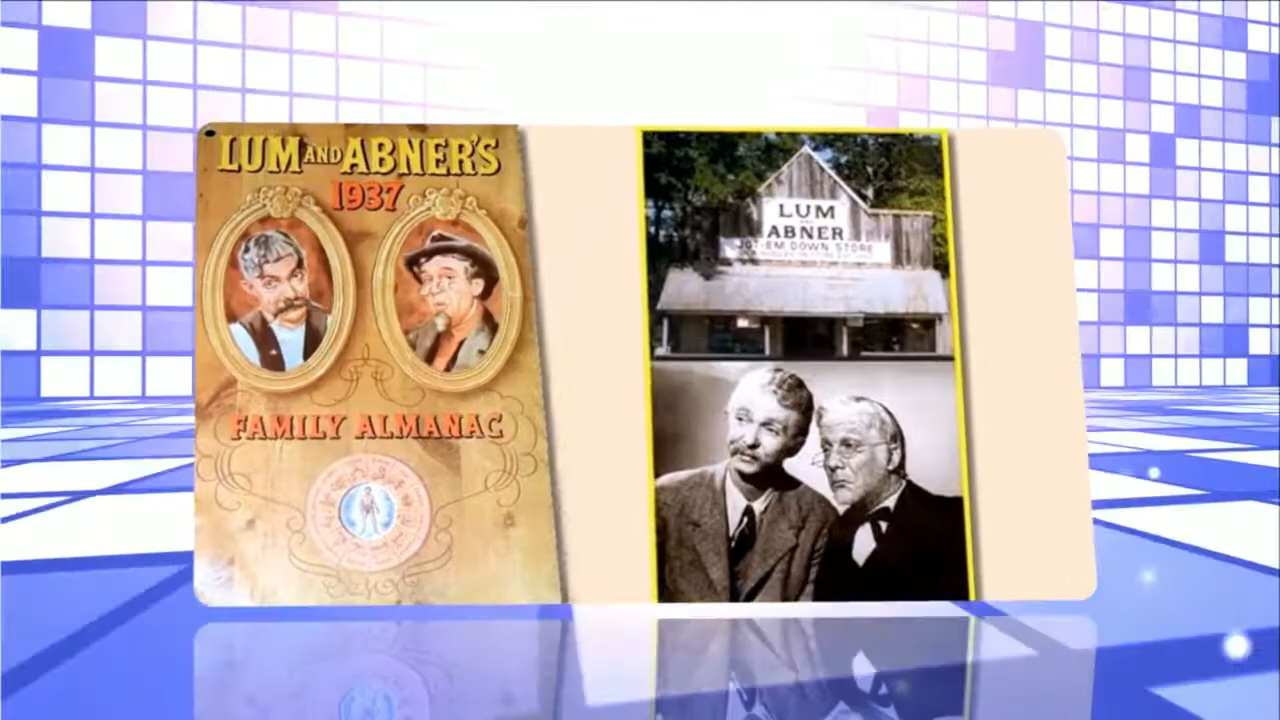 LUM AND ABNER'S
1937
FAMILY ALMANAC
LUM
AND
ABNER
JOT-EM DOWN STORE